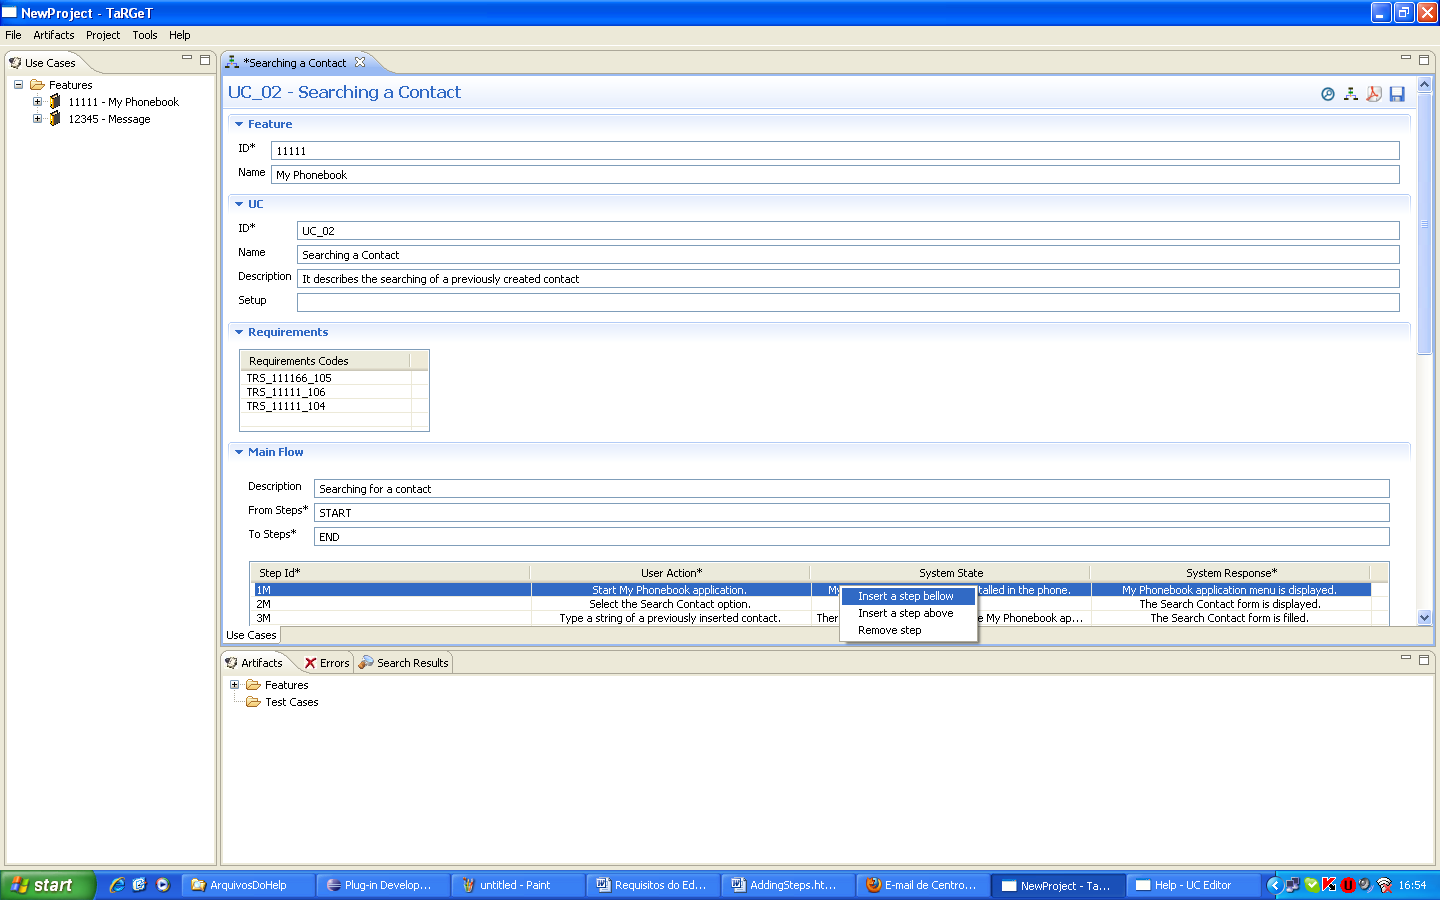 NewProject - TaRGeT
File Artifacts Project Tools Help
Use Cases
Features
11111 - My Phonebook
12345 - Message
*Searching a Contact
UC_02 - Searching a Contact
Feature
ID* 11111
Name My Phonebook
UC
ID* UC_02
Name Searching a Contact
Description It describes the searching of a previously created contact
Setup
Requirements
Requirements Codes
TRS_111166_105
TRS_11111_106
TRS_11111_104
Main Flow
Description Searching for a contact
From Steps* START
To Steps* END
Step Id* User Action* System State System Response*
1M Start My Phonebook application. My talled in the phone. My Phonebook application menu is displayed.
2M Select the Search Contact option. The Search Contact form is displayed.
3M Type a string of a previously inserted contact. Ther e My Phonebook ap... The Search Contact form is filled.
Insert a step bellow
Insert a step above
Remove step
Use Cases
Artifacts Errors Search Results
Features
Test Cases
start ArquivosDoHelp Plug-in Develop... untitled - Paint Requisitos do Ed... AddingSteps.ht... E-mail de Centro... NewProject - Ta... Help - UC Editor 16:54